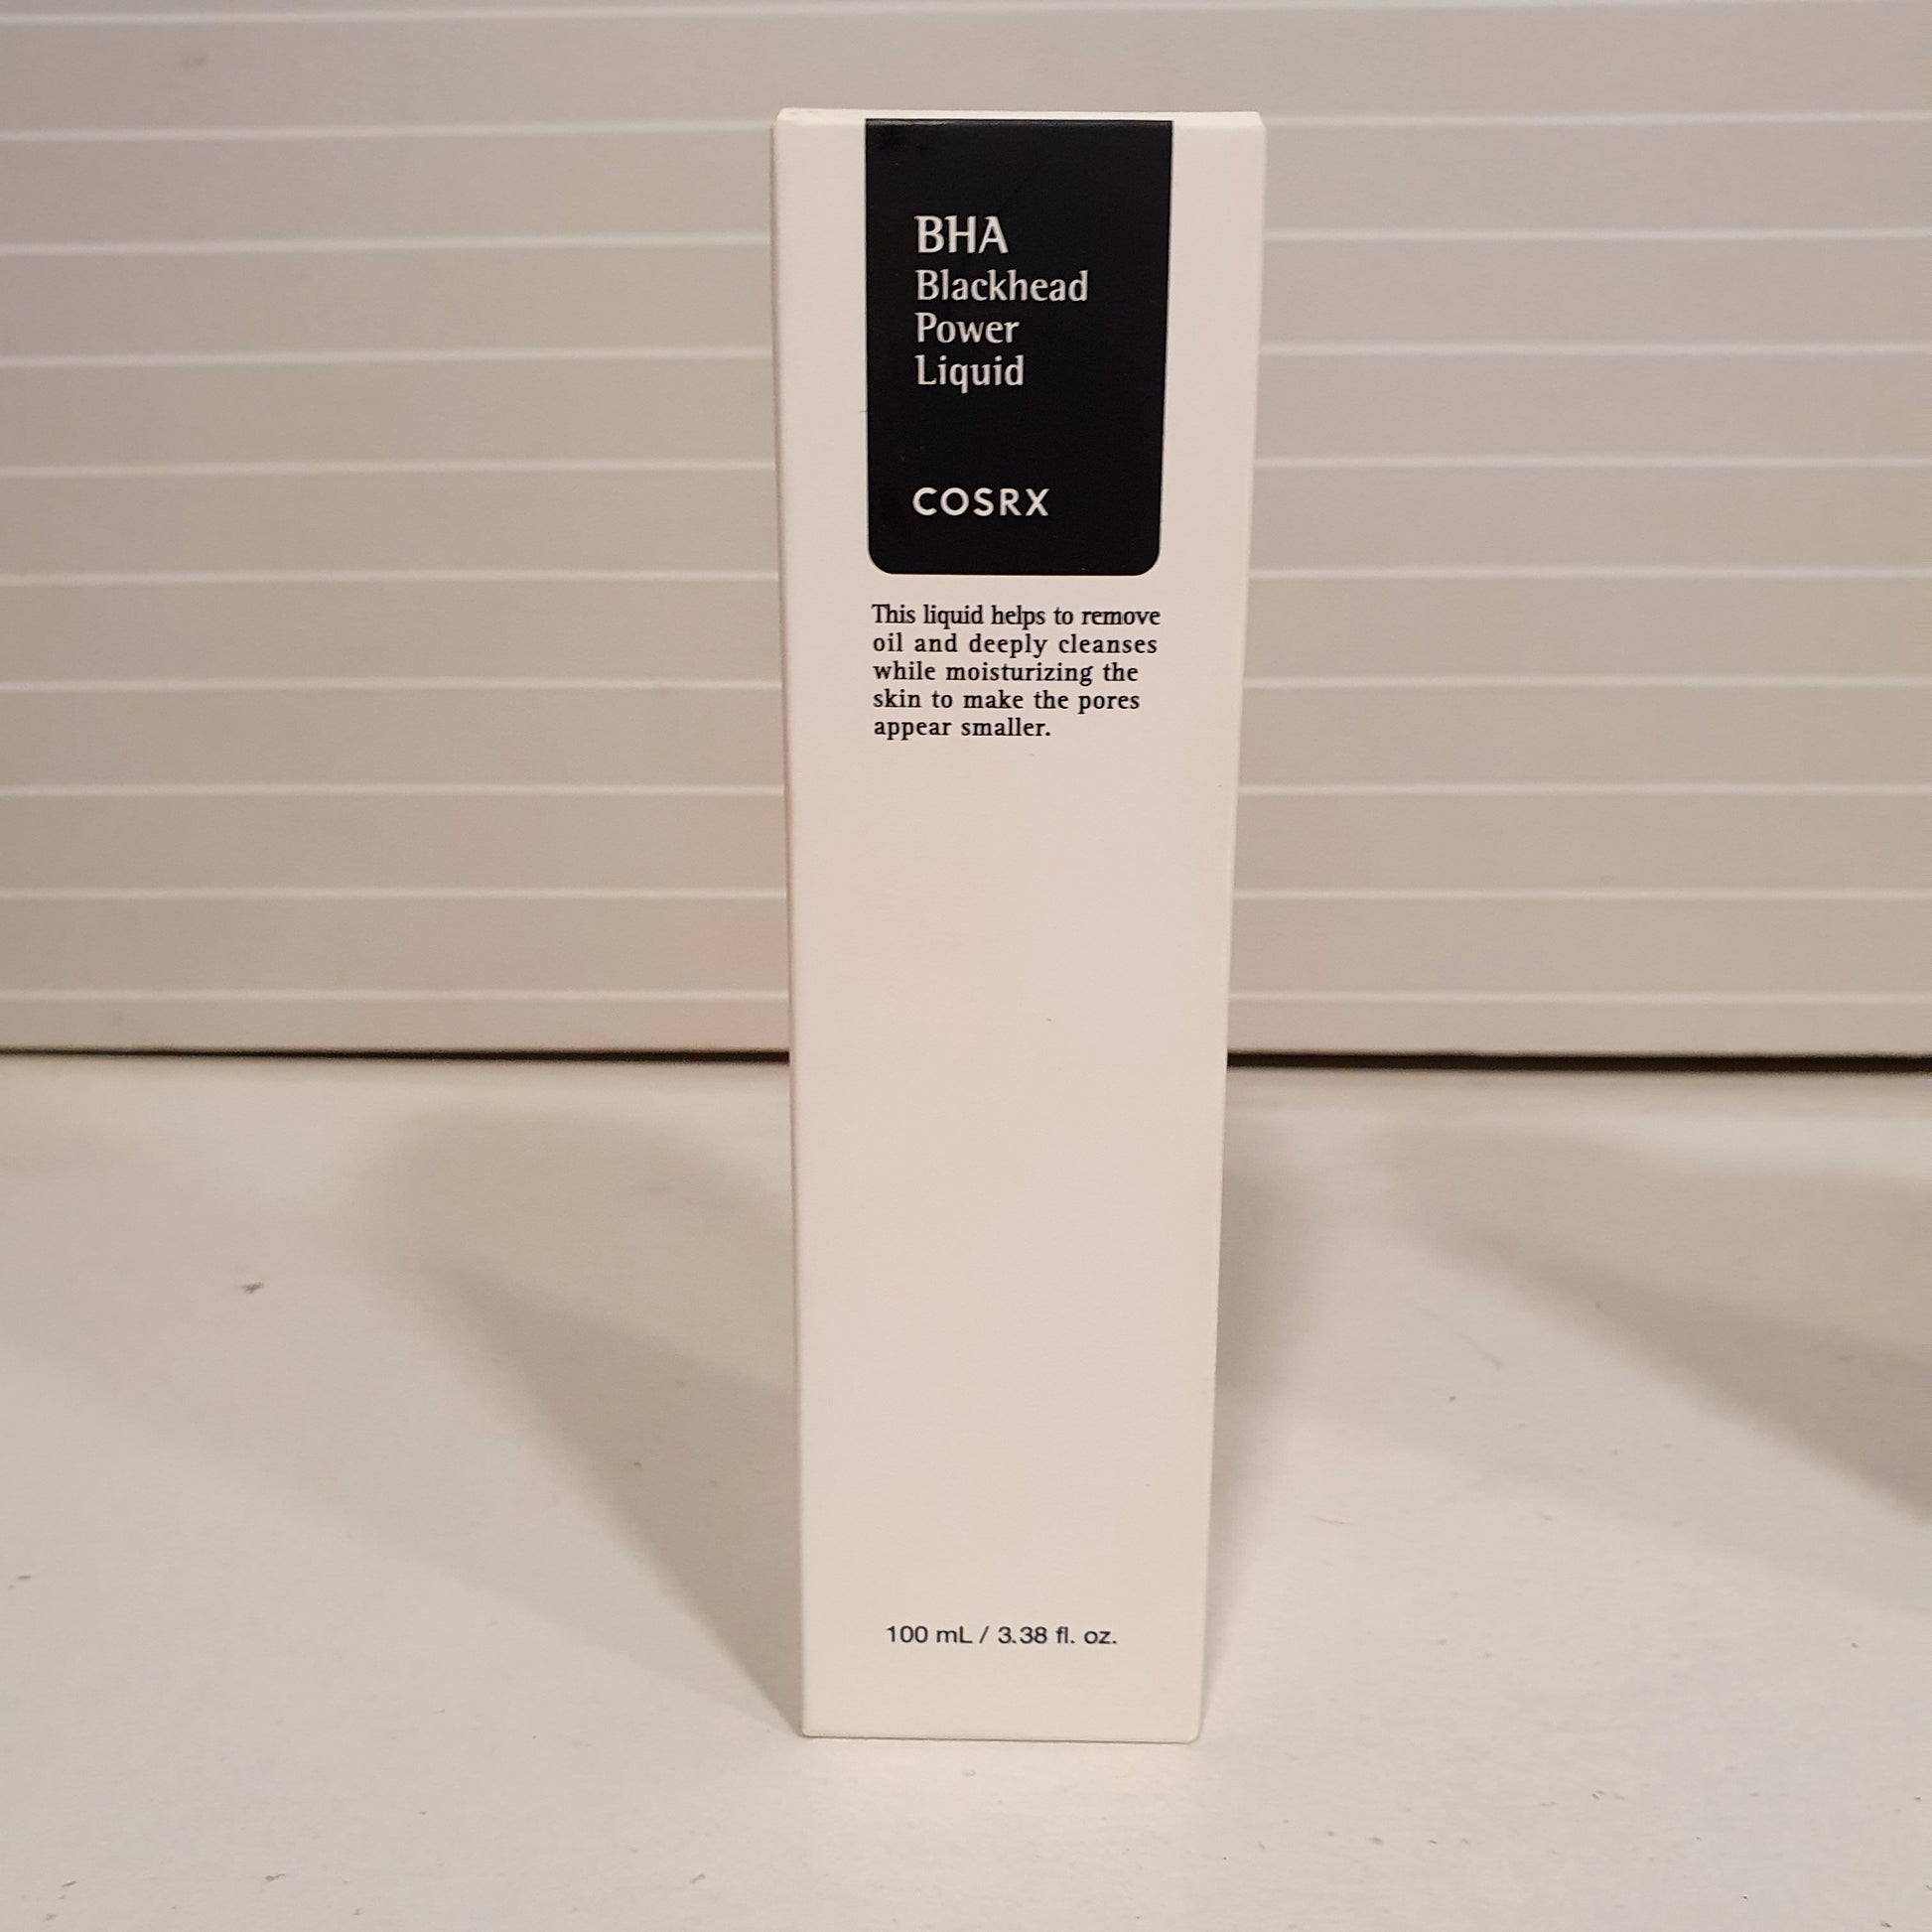 BHA
Blackhead
Power
Liquid
COSRX
This liquid helps to remove
oil and deeply cleanses
while moisturizing the
skin to make the pores
appear smaller.
100 mL / 3.38 fl. oz.